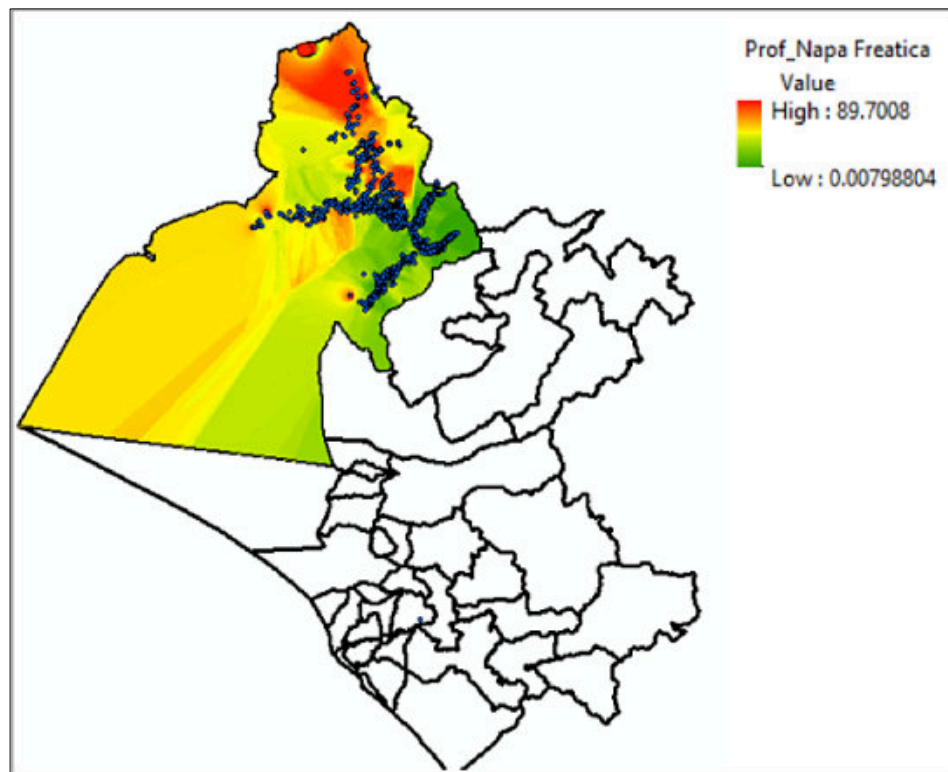 Prof_Napa Freatica
Value
High : 89.7008
Low : 0.00798804